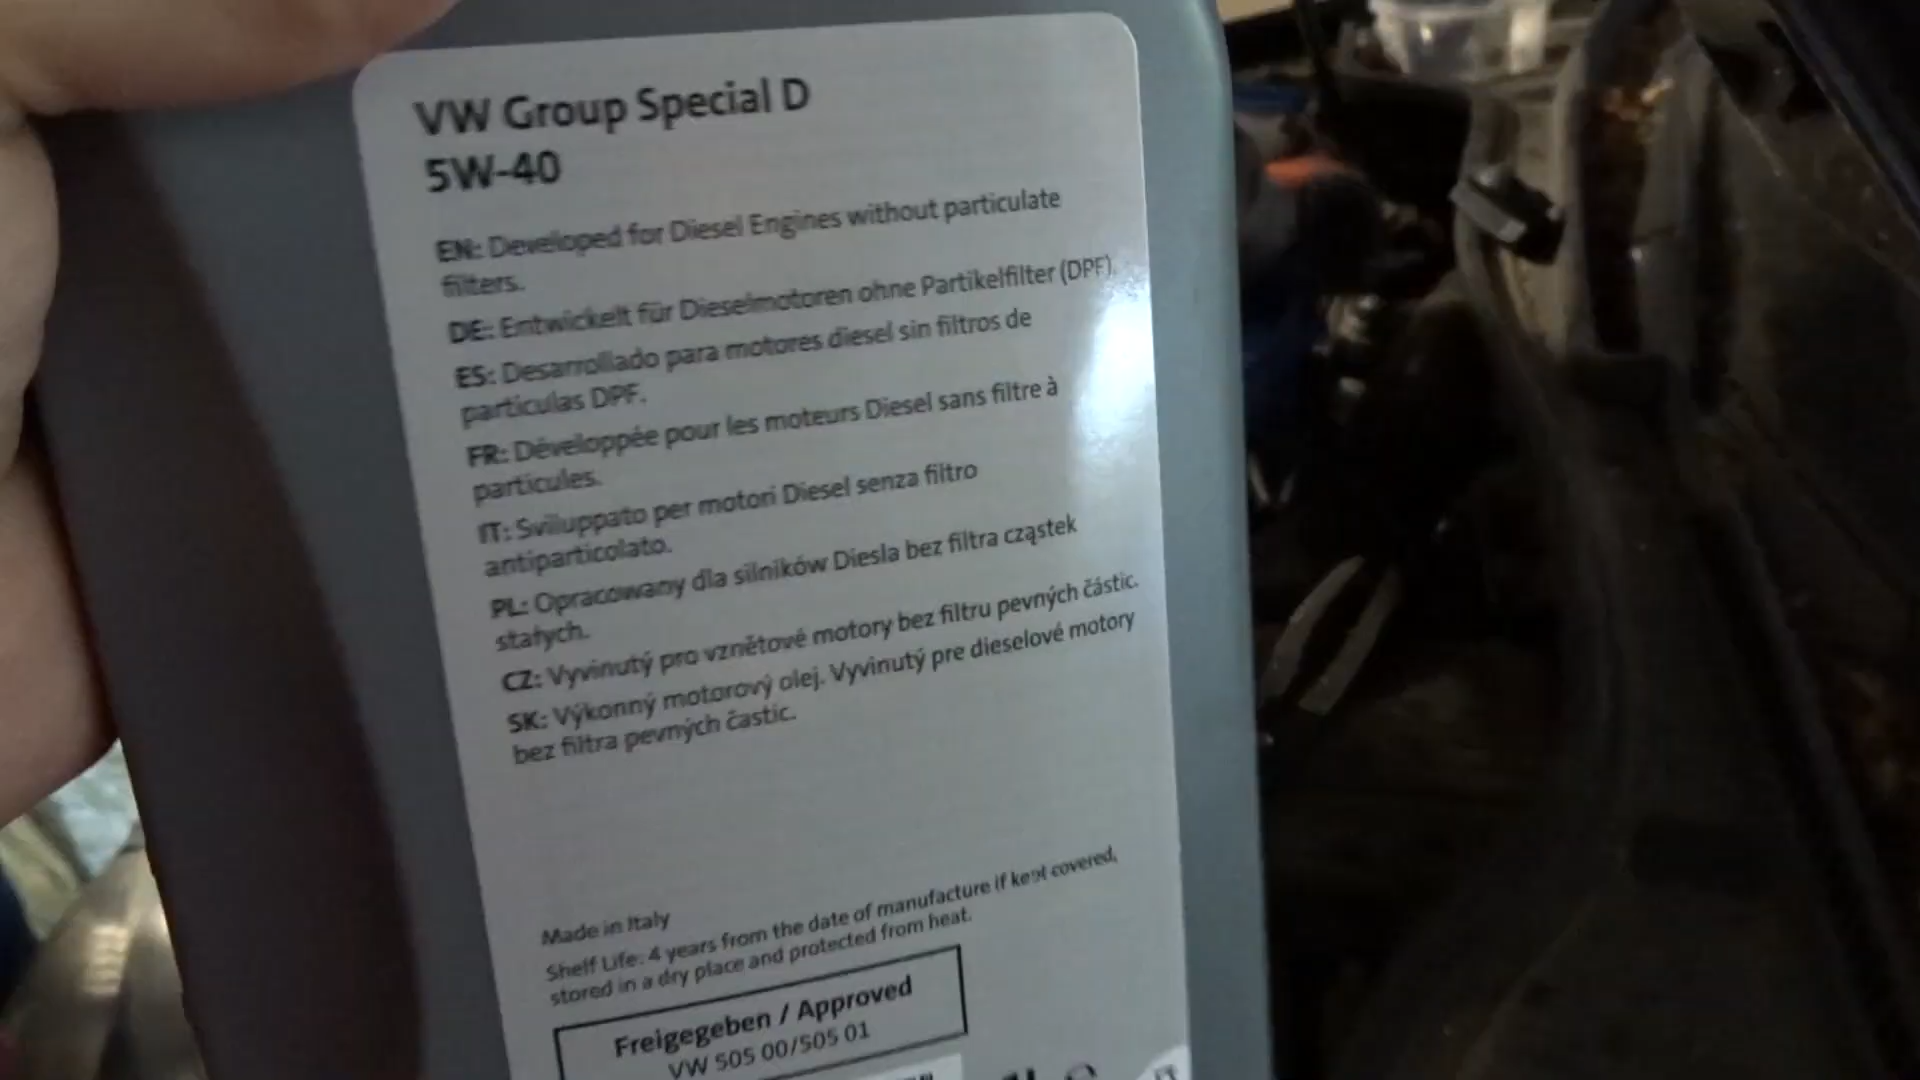 VW Group Special D
5W-40
EN: Developed for Diesel Engines without particulate
filters.
DE: Entwickelt für Dieselmotoren ohne Partikelfilter (DPF).
ES: Desarrollado para motores diesel sin filtros de
particulas DPF.
FR: Développée pour les moteurs Diesel sans filtre à
particules.
IT: Sviluppato per motori Diesel senza filtro
antiparticolato.
PL: Opracowany dla silników Diesla bez filtra cząstek
stałych.
CZ: Vyvinutý pro vznětové motory bez filtru pevných částic.
SK: Výkonný motorový olej. Vyvinutý pre dieselové motory
bez filtra pevných častic.
Made in Italy
Shelf Life: 4 years from the date of manufacture if kept covered,
stored in a dry place and protected from heat.
Freigegeben / Approved
VW 505 00/505 01